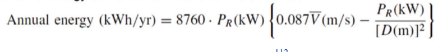 Annual energy (kWh/yr) = 8760 · P_R(kW) {0.087V̅(m/s) − P_R(kW) / [D(m)]²}